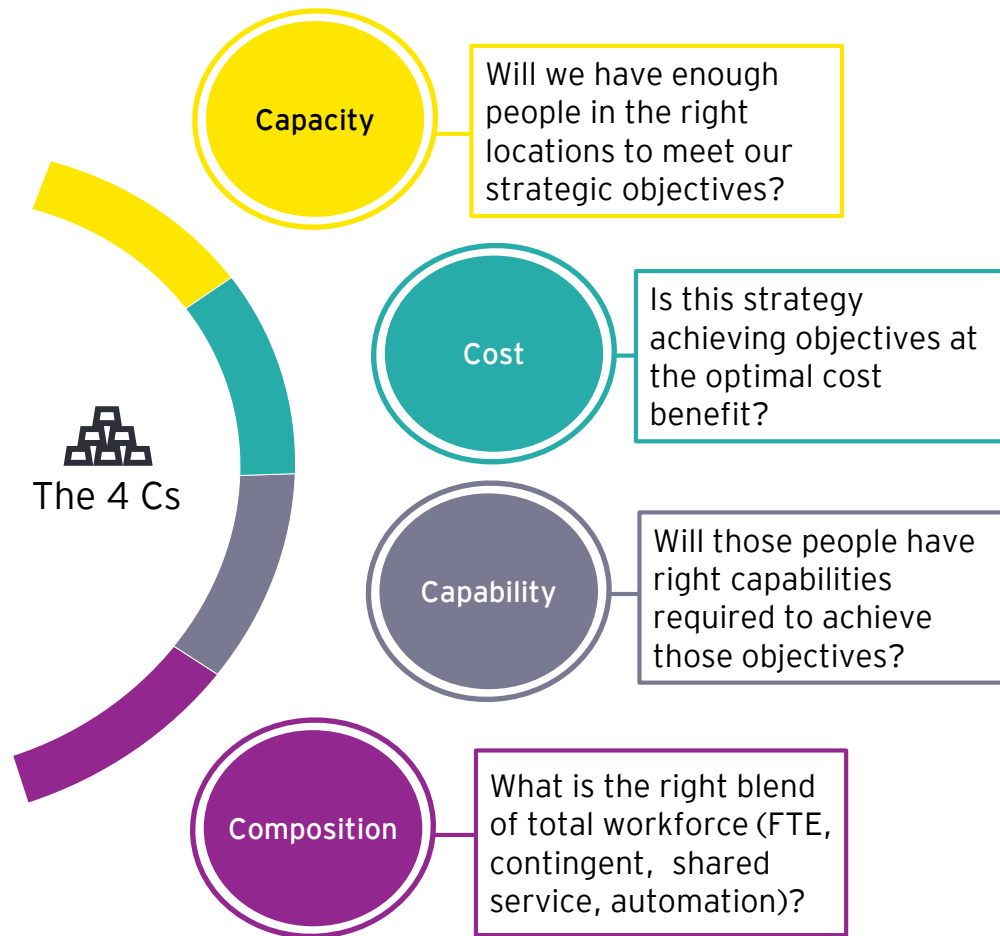 Capacity
Will we have enough
people in the right
locations to meet our
strategic objectives?
Cost
Is this strategy
achieving objectives at
the optimal cost
benefit?
The 4 Cs
Capability
Will those people have
right capabilities
required to achieve
those objectives?
Composition
What is the right blend
of total workforce (FTE,
contingent,  shared
service, automation)?